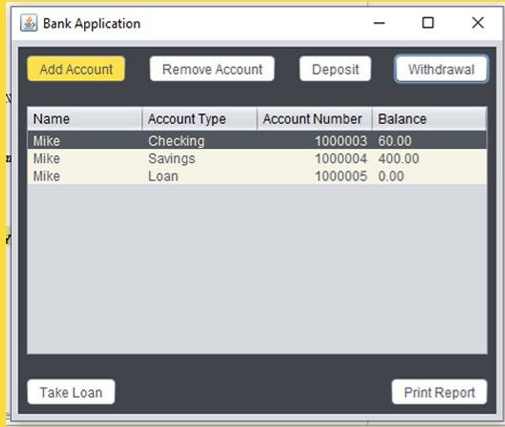 Bank Application
Add Account Remove Account Deposit Withdrawal
Name Account Type Account Number Balance
Mike Checking 1000003 60.00
Mike Savings 1000004 400.00
Mike Loan 1000005 0.00
Take Loan Print Report